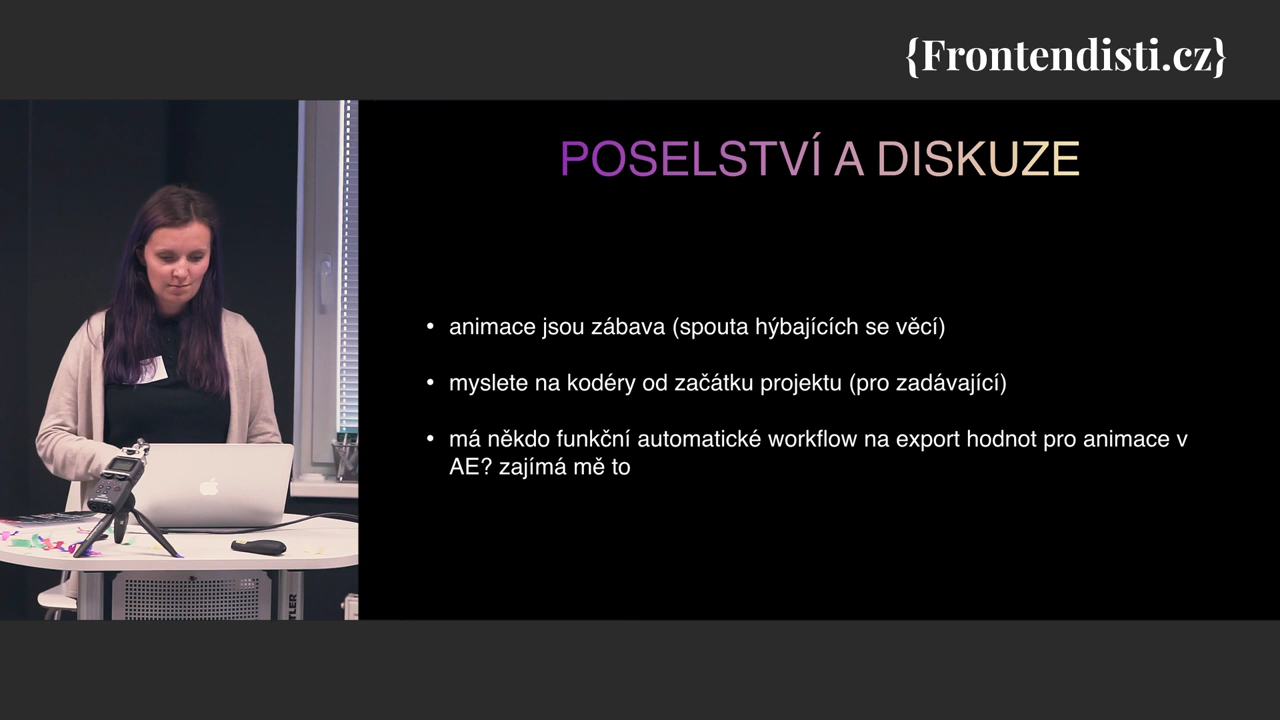 {Frontendisti.cz}
POSELSTVÍ A DISKUZE
• animace jsou zábava (spouta hýbajících se věcí)
• myslete na kodéry od začátku projektu (pro zadávající)
• má někdo funkční automatické workflow na export hodnot pro animace v
AE? zajímá mě to